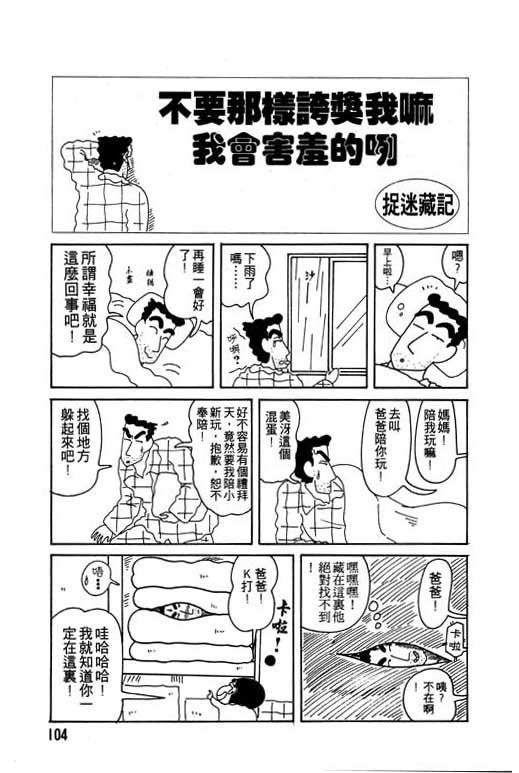 不要那樣誇獎我嘛
我會害羞的咧
捉迷藏記
嗯?
早上啦…
下雨了
嗎……
沙
呼啊?
再睡一會好
了!
所謂幸福就是
這麼回事吧!
媽媽!
陪我玩嘛!
去叫
爸爸陪你玩!
美冴這個
混蛋!
好不容易有個禮拜
天,竟然要我陪小
新玩,抱歉,恕不
奉陪!
找個地方
躲起來吧!
爸爸!
卡啦
咦?
不在啊
!
嘿嘿嘿!
藏在這裏他
絕對找不到
!
爸爸!
K打!
卡啦!
唔…
哇哈哈哈!
我就知道你一
定在這裏!
104